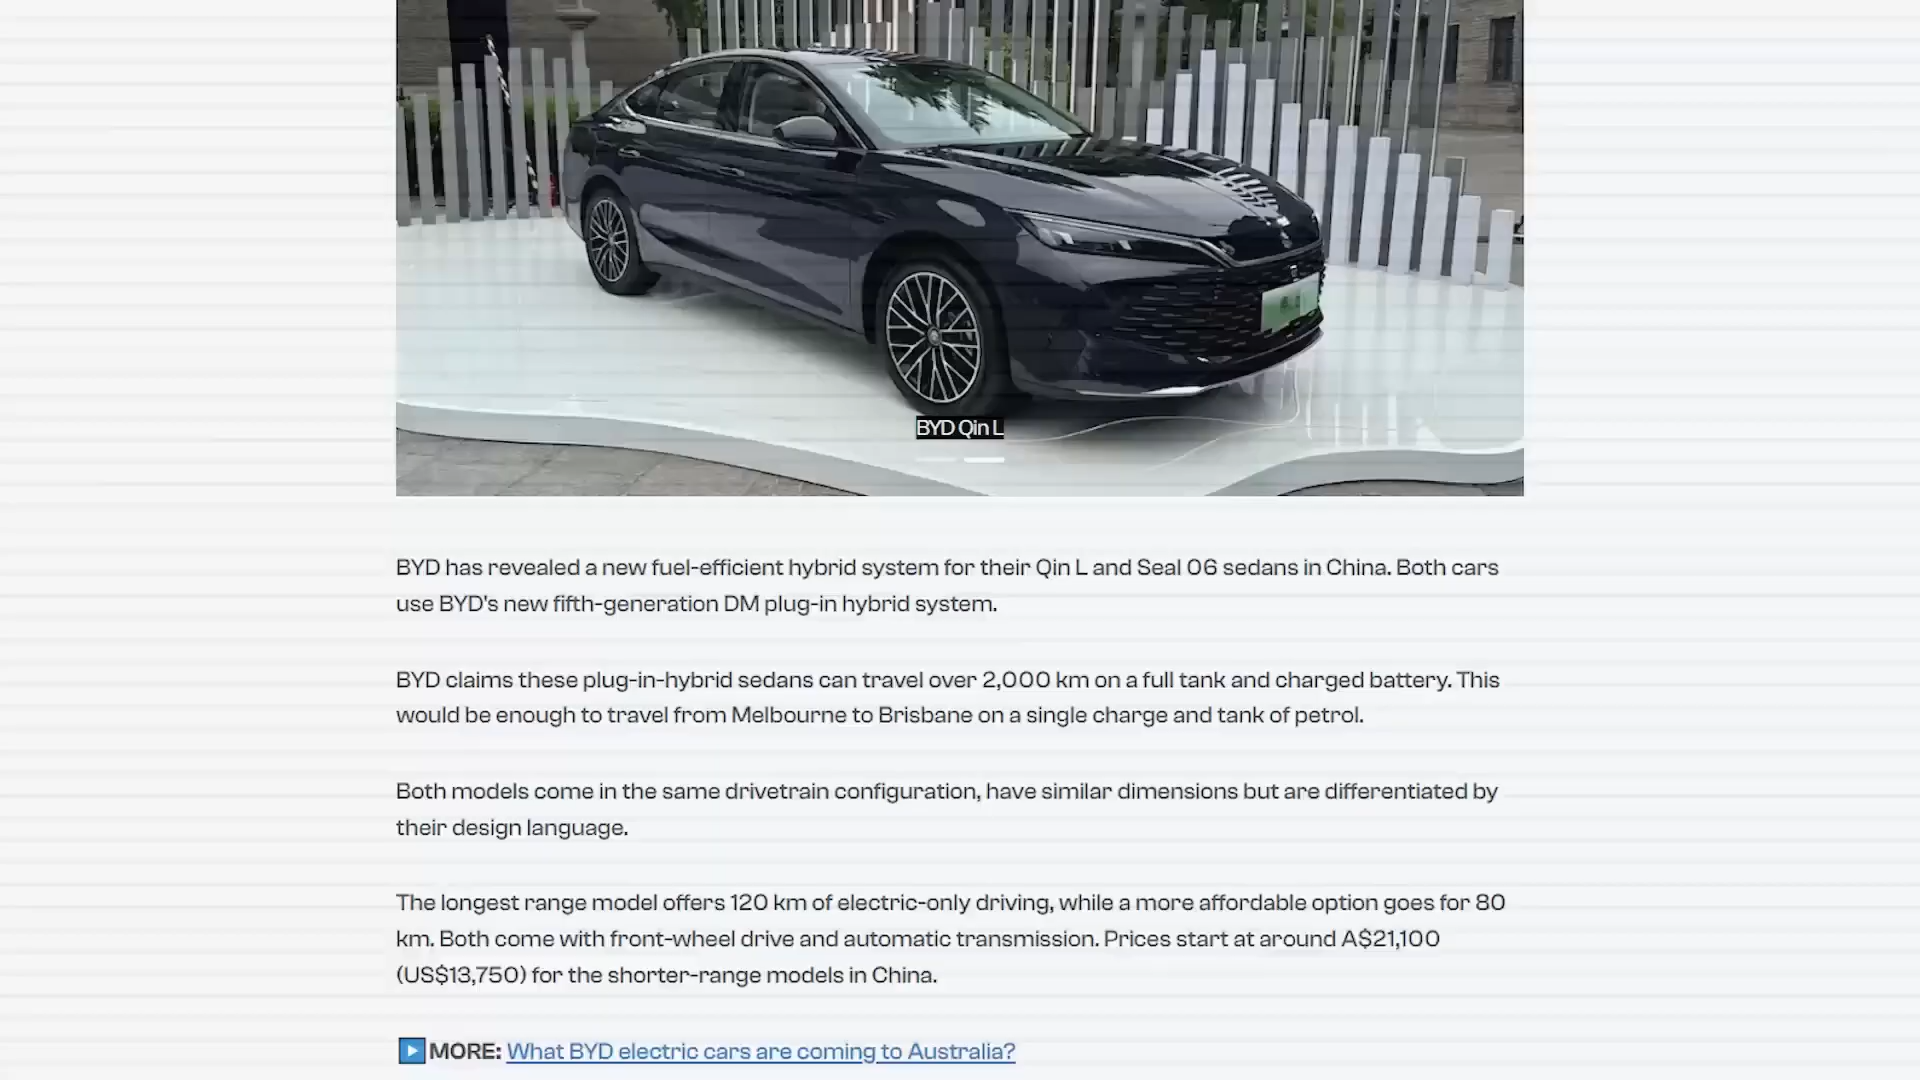 BYD Qin L
BYD has revealed a new fuel-efficient hybrid system for their Qin L and Seal 06 sedans in China. Both cars
use BYD's new fifth-generation DM plug-in hybrid system.
BYD claims these plug-in-hybrid sedans can travel over 2,000 km on a full tank and charged battery. This
would be enough to travel from Melbourne to Brisbane on a single charge and tank of petrol.
Both models come in the same drivetrain configuration, have similar dimensions but are differentiated by
their design language.
The longest range model offers 120 km of electric-only driving, while a more affordable option goes for 80
km. Both come with front-wheel drive and automatic transmission. Prices start at around A$21,100
(US$13,750) for the shorter-range models in China.
MORE: What BYD electric cars are coming to Australia?